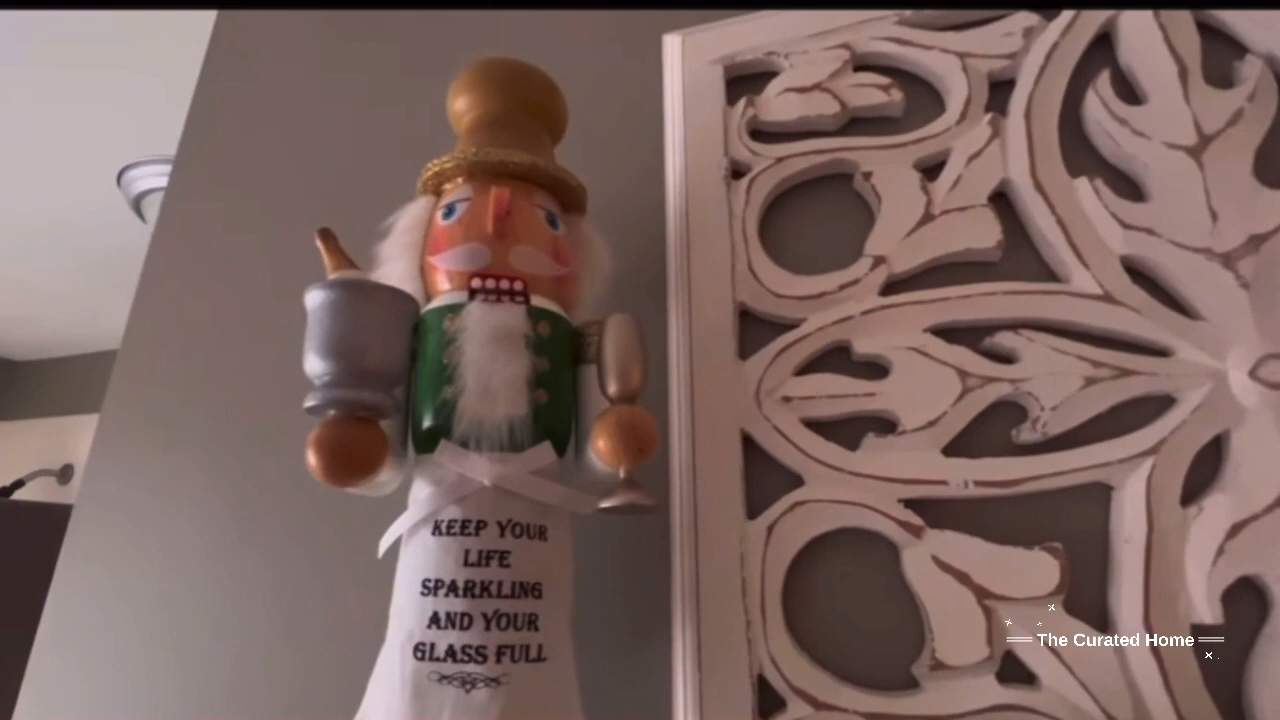 KEEP YOUR
LIFE
SPARKLING
AND YOUR
GLASS FULL
The Curated Home